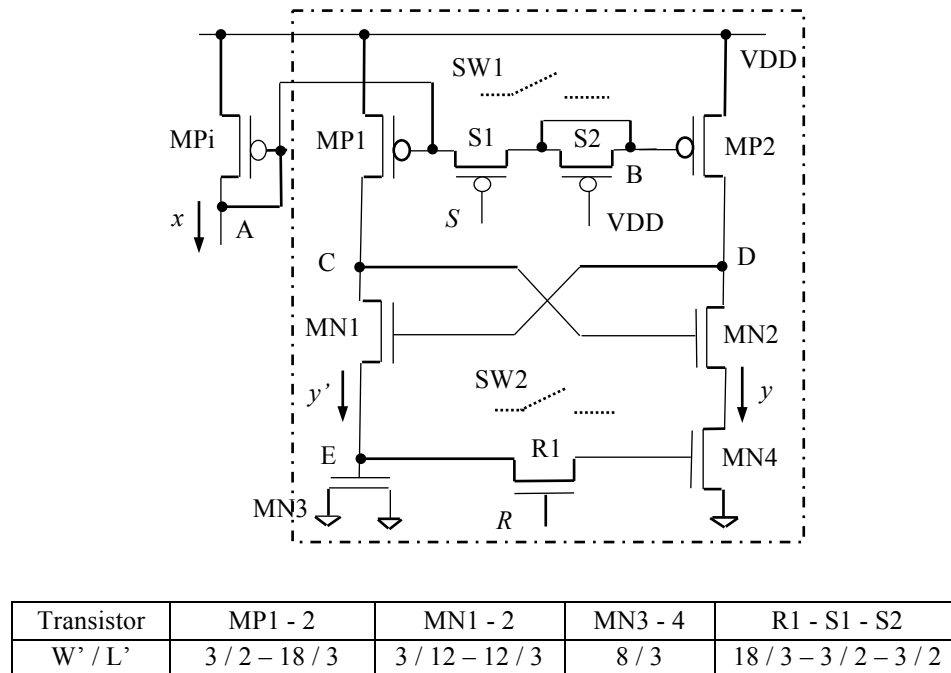 VDD
SW1
MPi
MP1
S1
S2
MP2
B
x
A
S
VDD
C
D
MN1
MN2
y’
SW2
y
E
R1
MN4
MN3
R
Transistor MP1 - 2 MN1 - 2 MN3 - 4 R1 - S1 - S2
W’ / L’ 3 / 2 – 18 / 3 3 / 12 – 12 / 3 8 / 3 18 / 3 – 3 / 2 – 3 / 2